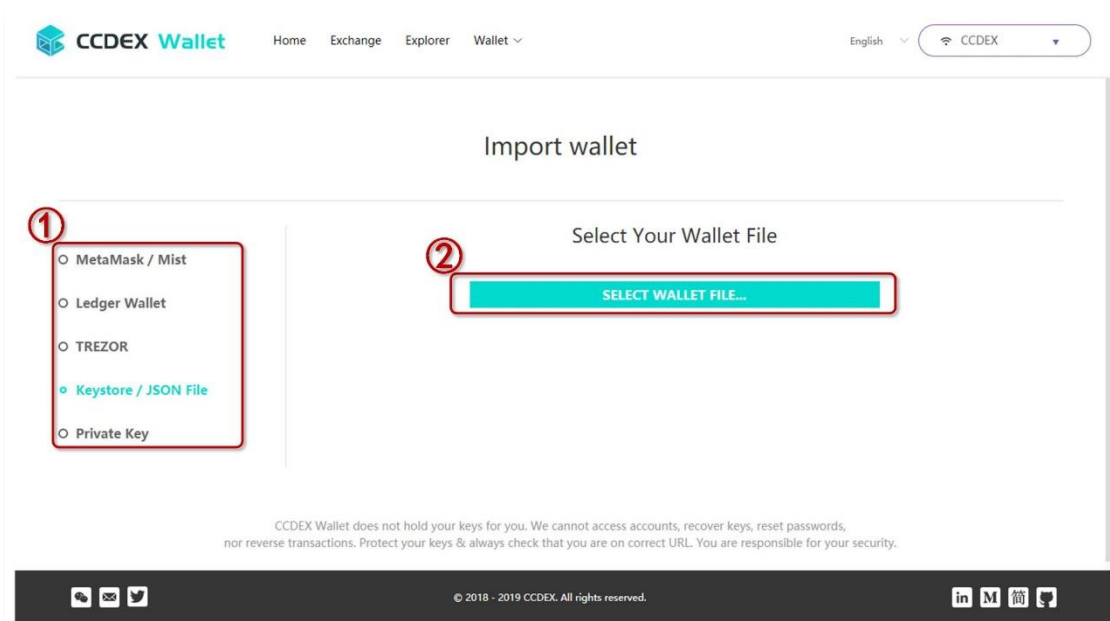 CCDEX Wallet Home Exchange Explorer Wallet English CCDEX
Import wallet
①
MetaMask / Mist
Ledger Wallet
TREZOR
Keystore / JSON File
Private Key
Select Your Wallet File
②
SELECT WALLET FILE...
CCDEX Wallet does not hold your keys for you. We cannot access accounts, recover keys, reset passwords,
nor reverse transactions. Protect your keys & always check that you are on correct URL. You are responsible for your security.
© 2018 - 2019 CCDEX. All rights reserved.
in M 简